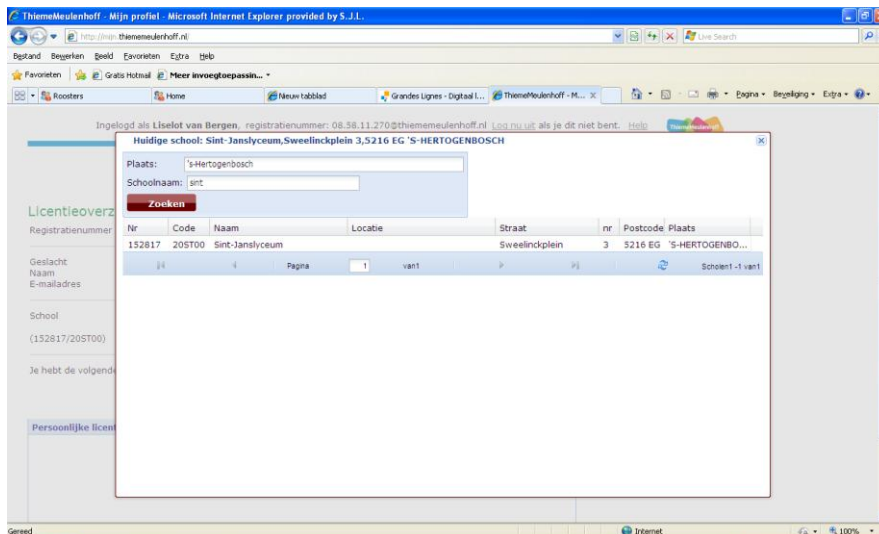 ThiemeMeulenhoff - Mijn profiel - Microsoft Internet Explorer provided by S.J.L.
http://mijn.thiememeulenhoff.nl/
Live Search
Bestand Bewerken Beeld Favorieten Extra Help
Favorieten Gratis Hotmail Meer invoegtoepassin...
Roosters Home Nieuw tabblad Grandes Lignes - Digitaal l... ThiemeMeulenhoff - M... Pagina Beveiliging Extra
Ingelogd als Liselot van Bergen, registratienummer: 08.58.11.270@thiememeulenhoff.nl Log nu uit als je dit niet bent. Help
Huidige school: Sint-Janslyceum,Sweelinckplein 3,5216 EG 'S-HERTOGENBOSCH
Plaats: 's-Hertogenbosch
Schoolnaam: sint
Zoeken
Licentieoverz
Registratienummer
Nr Code Naam Locatie Straat nr Postcode Plaats
152817 20ST00 Sint-Janslyceum Sweelinckplein 3 5216 EG 'S-HERTOGENBO...
Pagina 1 van1 Scholen1 -1 van1
Geslacht
Naam
E-mailadres
School
(152817/20ST00)
Je hebt de volgende
Persoonlijke licent
Gereed Internet 100%